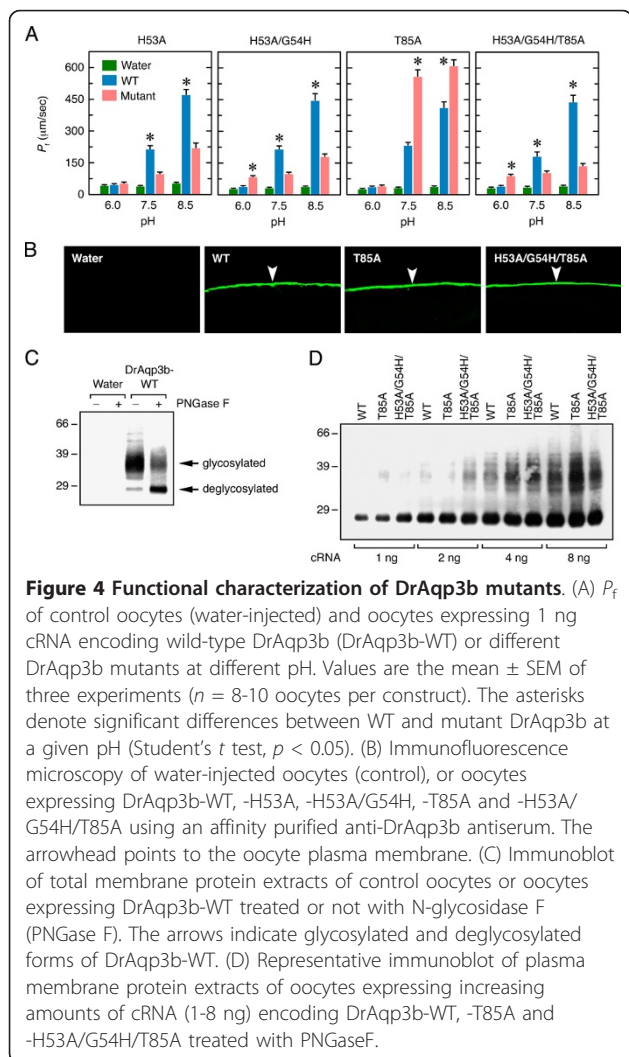 A
H53A
H53A/G54H
T85A
H53A/G54H/T85A
Water
WT
Mutant
Pf (μm/sec)
600
450
300
150
0
* * * * * * * * * *
6.0 7.5 8.5
6.0 7.5 8.5
6.0 7.5 8.5
6.0 7.5 8.5
pH
pH
pH
pH
B
Water
WT
T85A
H53A/G54H/T85A
C
DrAqp3b-
Water WT
– + – + PNGase F
66
39
29
glycosylated
deglycosylated
D
WT T85A H53A/G54H/T85A WT T85A H53A/G54H/T85A WT T85A H53A/G54H/T85A WT T85A H53A/G54H/T85A
66
39
29
cRNA 1 ng 2 ng 4 ng 8 ng
Figure 4 Functional characterization of DrAqp3b mutants. (A) Pf
of control oocytes (water-injected) and oocytes expressing 1 ng
cRNA encoding wild-type DrAqp3b (DrAqp3b-WT) or different
DrAqp3b mutants at different pH. Values are the mean ± SEM of
three experiments (n = 8-10 oocytes per construct). The asterisks
denote significant differences between WT and mutant DrAqp3b at
a given pH (Student's t test, p < 0.05). (B) Immunofluorescence
microscopy of water-injected oocytes (control), or oocytes
expressing DrAqp3b-WT, -H53A, -H53A/G54H, -T85A and -H53A/
G54H/T85A using an affinity purified anti-DrAqp3b antiserum. The
arrowhead points to the oocyte plasma membrane. (C) Immunoblot
of total membrane protein extracts of control oocytes or oocytes
expressing DrAqp3b-WT treated or not with N-glycosidase F
(PNGase F). The arrows indicate glycosylated and deglycosylated
forms of DrAqp3b-WT. (D) Representative immunoblot of plasma
membrane protein extracts of oocytes expressing increasing
amounts of cRNA (1-8 ng) encoding DrAqp3b-WT, -T85A and
-H53A/G54H/T85A treated with PNGaseF.